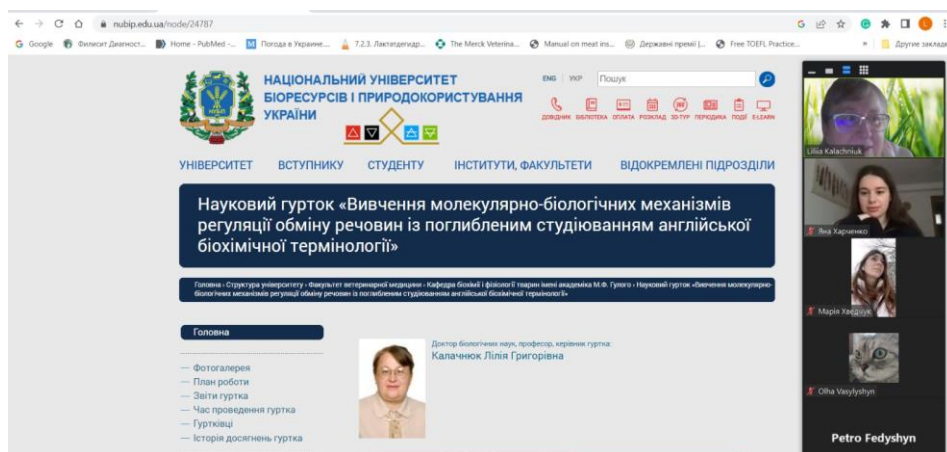 nubip.edu.ua/node/24787
Google
Филисит Диагност...
Home - PubMed -...
Погода в Украине...
7.2.3. Лактатдегидр...
The Merck Veterina...
Manual on meat ins...
Державні премії |...
Free TOEFL Practice...
»
Другие заклад
НАЦІОНАЛЬНИЙ УНІВЕРСИТЕТ
БІОРЕСУРСІВ І ПРИРОДОКОРИСТУВАННЯ
УКРАЇНИ
ENG
УКР
Пошук
ДОВІДНИК
БІБЛІОТЕКА
ОПЛАТА
РОЗКЛАД
3D-ТУР
ПЕРІОДИКА
ПОДІЇ
E-LEARN
УНІВЕРСИТЕТ
ВСТУПНИКУ
СТУДЕНТУ
ІНСТИТУТИ, ФАКУЛЬТЕТИ
ВІДОКРЕМЛЕНІ ПІДРОЗДІЛИ
Науковий гурток «Вивчення молекулярно-біологічних механізмів
регуляції обміну речовин із поглибленим студіюванням англійської
біохімічної термінології»
Головна › Структура університету › Факультет ветеринарної медицини › Кафедра біохімії і фізіології тварин імені академіка М.Ф. Гулого › Науковий гурток «Вивчення молекулярно-
біологічних механізмів регуляції обміну речовин із поглибленим студіюванням англійської біохімічної термінології»
Головна
— Фотогалерея
— План роботи
— Звіти гуртка
— Час проведення гуртка
— Гуртківці
— Історія досягнень гуртка
Доктор біологічних наук, професор, керівник гуртка:
Калачнюк Лілія Григорівна
Liliia Kalachniuk
Яна Харченко
Марія Хведчук
Olha Vasylyshyn
Petro Fedyshyn